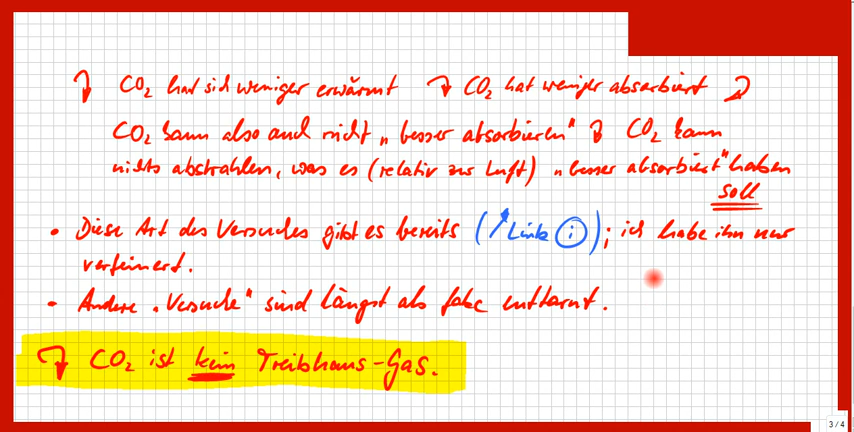 ↷ CO₂ hat sich weniger erwärmt ↷ CO₂ hat weniger absorbiert
CO₂ kann also auch nicht „besser absorbieren“ ↷ CO₂ kann
nichts abstrahlen, was es (relativ zur Luft) „besser absorbiert“ haben
soll
• Diese Art des Versuches gibt es bereits (↑ Link ⓘ); ich habe ihn nur
verfeinert.
• Andere „Versuche“ sind längst als fake enttarnt.
↷ CO₂ ist kein Treibhaus-Gas.
3/4